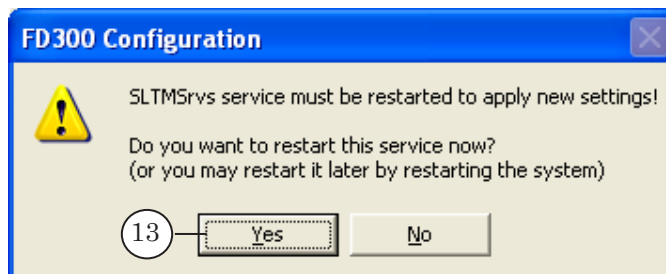 FD300 Configuration
SLTMSrvs service must be restarted to apply new settings!
Do you want to restart this service now?
(or you may restart it later by restarting the system)
13 Yes No